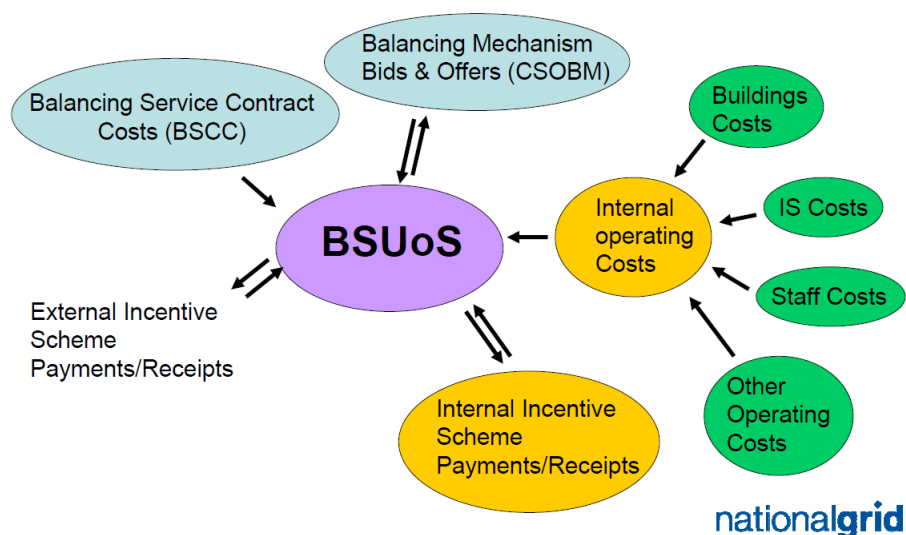 Balancing Mechanism
Bids & Offers (CSOBM)
Balancing Service Contract
Costs (BSCC)
Buildings
Costs
BSUoS
Internal
operating
Costs
IS Costs
Staff Costs
External Incentive
Scheme
Payments/Receipts
Internal Incentive
Scheme
Payments/Receipts
Other
Operating
Costs
nationalgrid